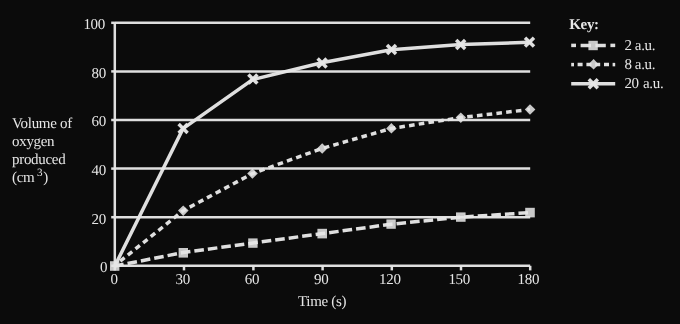 Key:
2 a.u.
8 a.u.
20 a.u.
Volume of
oxygen
produced
(cm³)
100
80
60
40
20
0
0 30 60 90 120 150 180
Time (s)